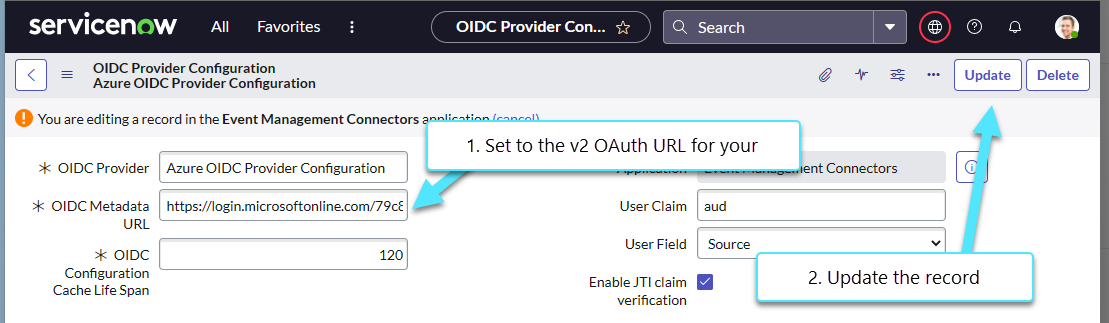 servicenow All Favorites OIDC Provider Con... Search
OIDC Provider Configuration
Azure OIDC Provider Configuration
Update Delete
You are editing a record in the Event Management Connectors application (cancel)
1. Set to the v2 OAuth URL for your
OIDC Provider Azure OIDC Provider Configuration
Application Event Management Connectors
OIDC Metadata
URL
https://login.microsoftonline.com/79c8
User Claim aud
OIDC
Configuration
Cache Life Span
120
User Field Source
2. Update the record
Enable JTI claim
verification